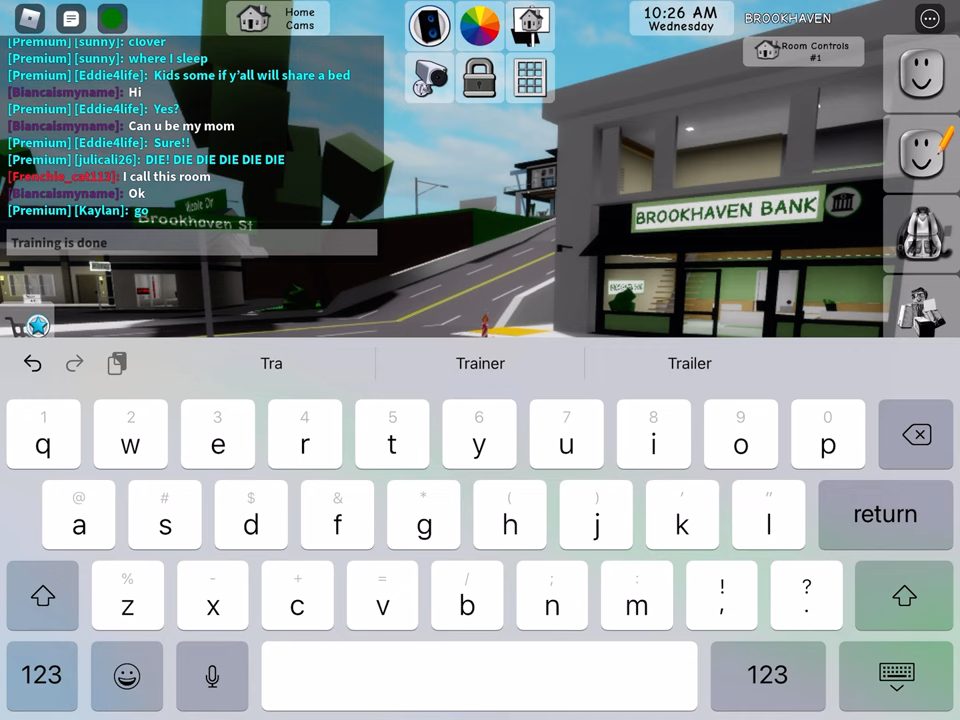 Home
Cams
10:26 AM
Wednesday
BROOKHAVEN
Room Controls
#1
[Premium] [sunny]: clover
[Premium] [sunny]: where I sleep
[Premium] [Eddie4life]: Kids some if y'all will share a bed
[Biancaismyname]: Hi
[Premium] [Eddie4life]: Yes?
[Biancaismyname]: Can u be my mom
[Premium] [Eddie4life]: Sure!!
[Premium] [julicali26]: DIE! DIE DIE DIE DIE DIE
[Frenchie_cat113]: I call this room
[Biancaismyname]: Ok
[Premium] [Kaylan]: go
Brookhaven St
Training is done
BROOKHAVEN BANK
Tra Trainer Trailer
1 2 3 4 5 6 7 8 9 0
q w e r t y u i o p
@ # $ & * ( ) ' "
a s d f g h j k l return
% - + = / ; : ! ?
z x c v b n m , .
123 123